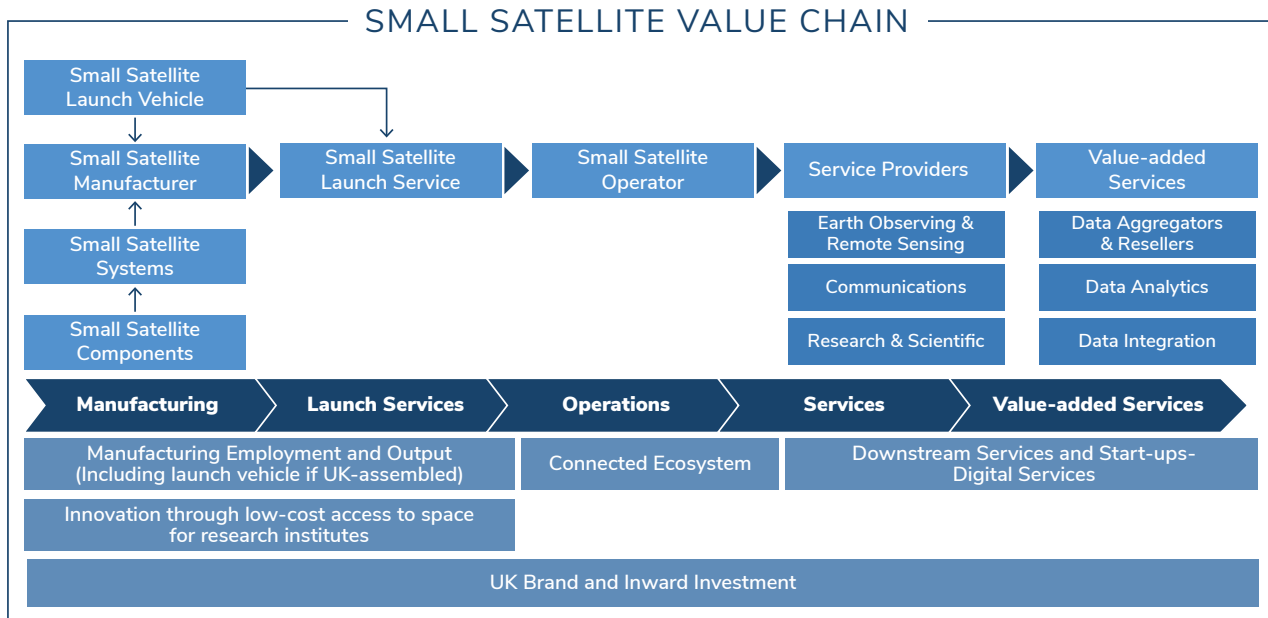 SMALL SATELLITE VALUE CHAIN
Small Satellite
Launch Vehicle
Small Satellite
Manufacturer
Small Satellite
Launch Service
Small Satellite
Operator
Service Providers
Value-added
Services
Small Satellite
Systems
Small Satellite
Components
Earth Observing &
Remote Sensing
Communications
Research & Scientific
Data Aggregators
& Resellers
Data Analytics
Data Integration
Manufacturing
Launch Services
Operations
Services
Value-added Services
Manufacturing Employment and Output
(Including launch vehicle if UK-assembled)
Connected Ecosystem
Downstream Services and Start-ups-
Digital Services
Innovation through low-cost access to space
for research institutes
UK Brand and Inward Investment